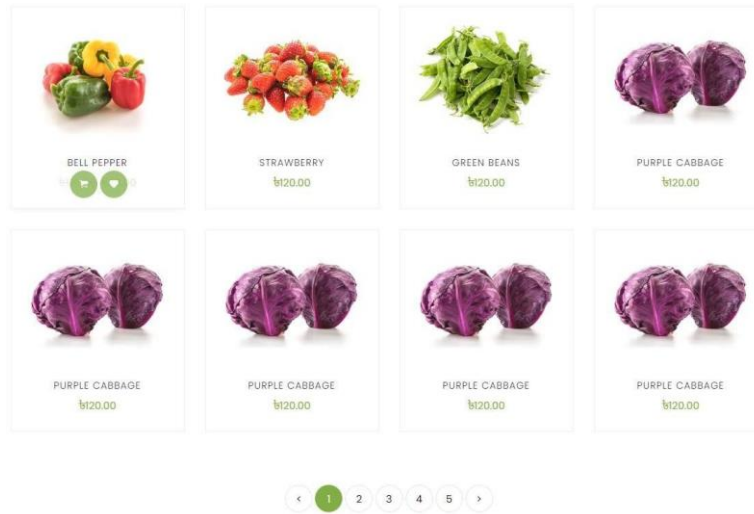 BELL PEPPER
STRAWBERRY
GREEN BEANS
PURPLE CABBAGE
৳120.00
৳120.00
৳120.00
PURPLE CABBAGE
PURPLE CABBAGE
PURPLE CABBAGE
PURPLE CABBAGE
৳120.00
৳120.00
৳120.00
৳120.00
< 1 2 3 4 5 >